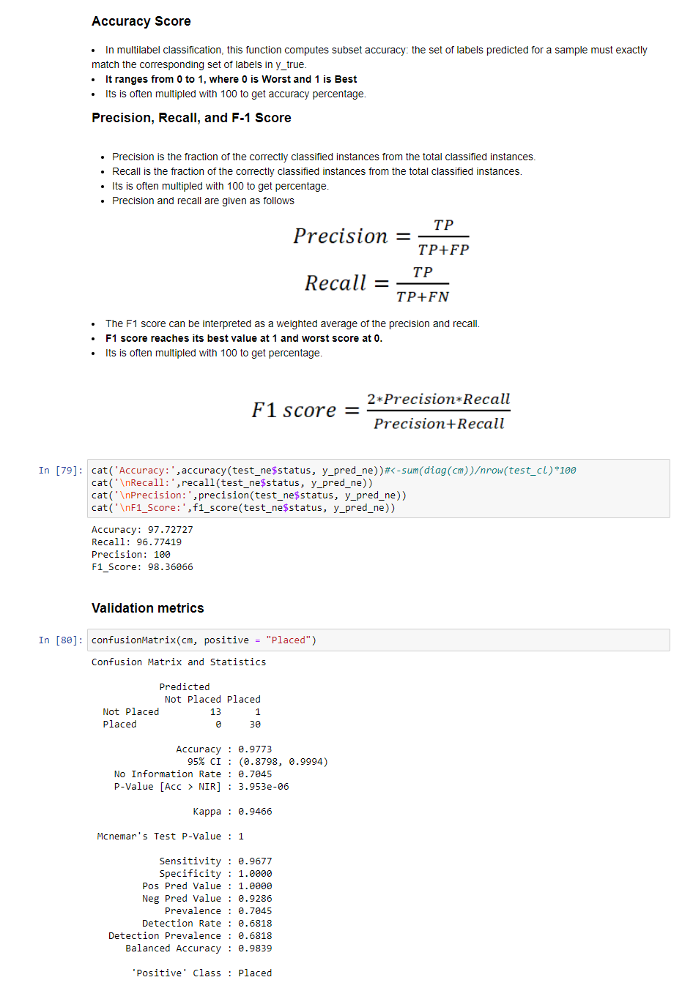 Accuracy Score
• In multilabel classification, this function computes subset accuracy: the set of labels predicted for a sample must exactly
match the corresponding set of labels in y_true.
• It ranges from 0 to 1, where 0 is Worst and 1 is Best
• Its is often multipled with 100 to get accuracy percentage.
Precision, Recall, and F-1 Score
• Precision is the fraction of the correctly classified instances from the total classified instances.
• Recall is the fraction of the correctly classified instances from the total classified instances.
• Its is often multipled with 100 to get percentage.
• Precision and recall are given as follows
Precision = TP / TP+FP
Recall = TP / TP+FN
• The F1 score can be interpreted as a weighted average of the precision and recall.
• F1 score reaches its best value at 1 and worst score at 0.
• Its is often multipled with 100 to get percentage.
F1 score = 2*Precision*Recall / Precision+Recall
In [79]: cat('Accuracy:',accuracy(test_ne$status, y_pred_ne))#<-sum(diag(cm))/nrow(test_cl)*100
cat('\nRecall:',recall(test_ne$status, y_pred_ne))
cat('\nPrecision:',precision(test_ne$status, y_pred_ne))
cat('\nF1_Score:',f1_score(test_ne$status, y_pred_ne))
Accuracy: 97.72727
Recall: 96.77419
Precision: 100
F1_Score: 98.36066
Validation metrics
In [80]: confusionMatrix(cm, positive = "Placed")
Confusion Matrix and Statistics
Predicted
Not Placed Placed
Not Placed 13 1
Placed 0 30
Accuracy : 0.9773
95% CI : (0.8798, 0.9994)
No Information Rate : 0.7045
P-Value [Acc > NIR] : 3.953e-06
Kappa : 0.9466
Mcnemar's Test P-Value : 1
Sensitivity : 0.9677
Specificity : 1.0000
Pos Pred Value : 1.0000
Neg Pred Value : 0.9286
Prevalence : 0.7045
Detection Rate : 0.6818
Detection Prevalence : 0.6818
Balanced Accuracy : 0.9839
'Positive' Class : Placed